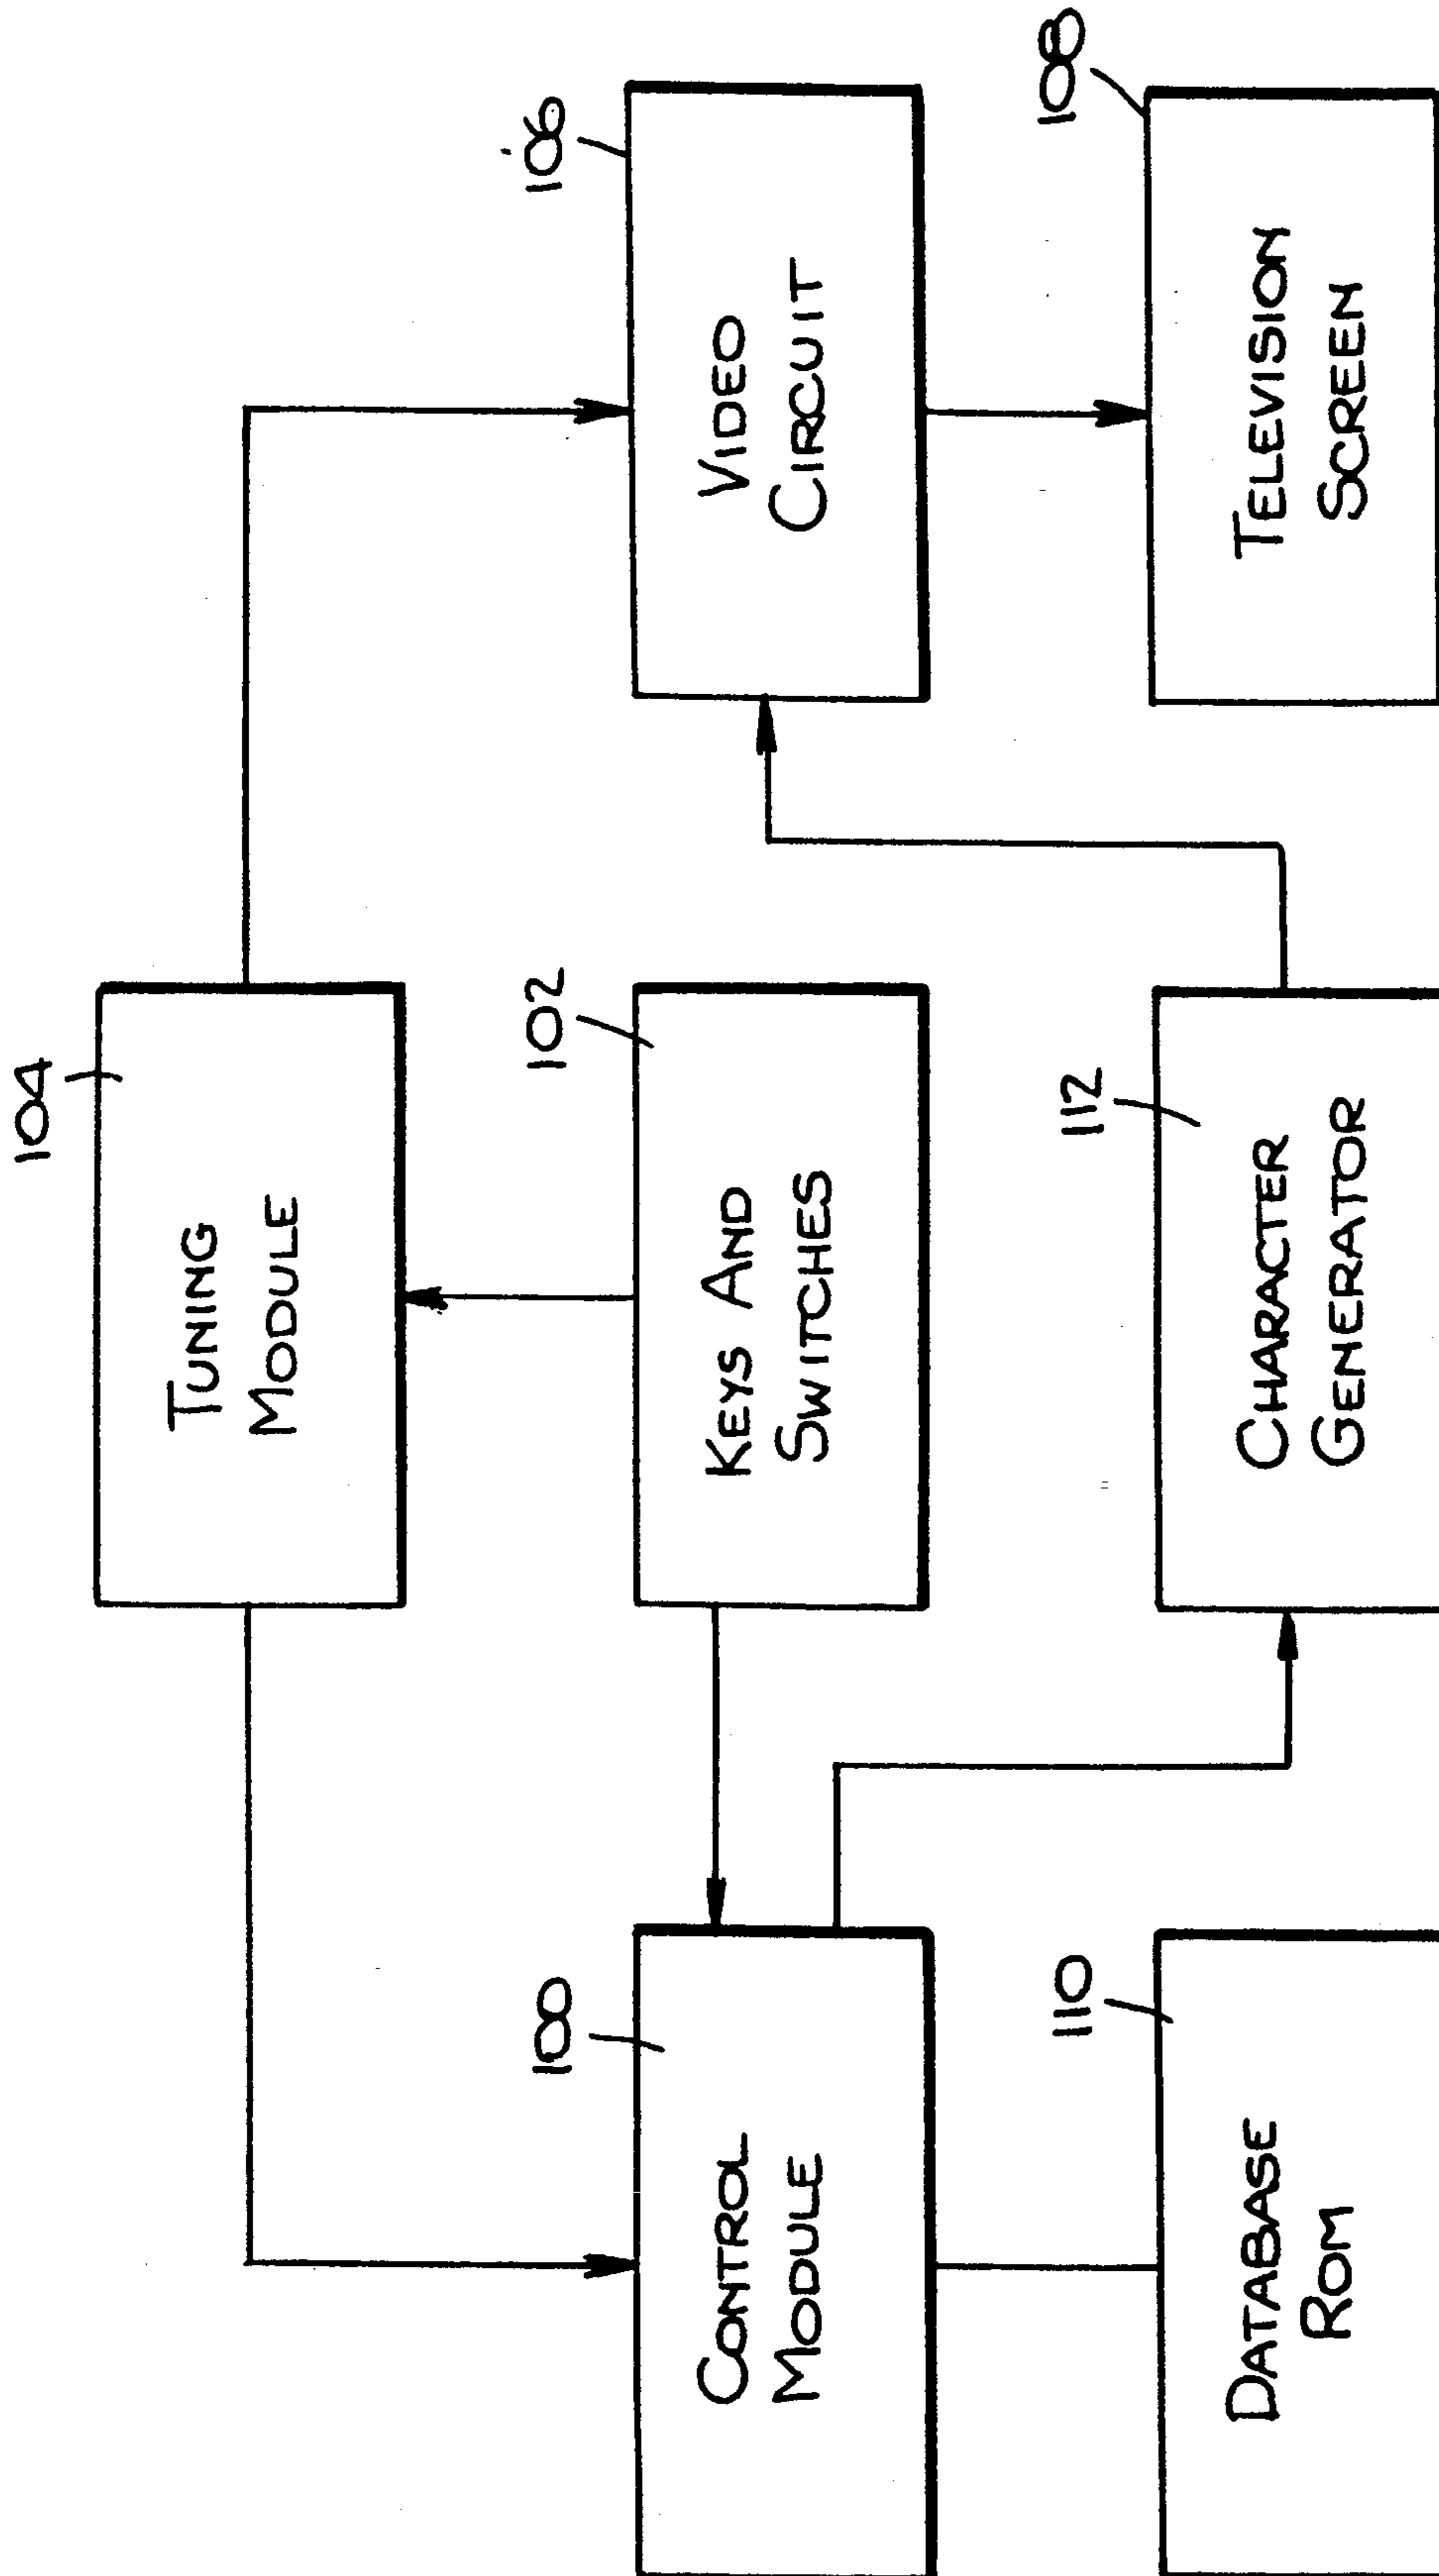 104
TUNING
MODULE
100
CONTROL
MODULE
102
KEYS AND
SWITCHES
106
VIDEO
CIRCUIT
110
DATABASE
ROM
112
CHARACTER
GENERATOR
108
TELEVISION
SCREEN